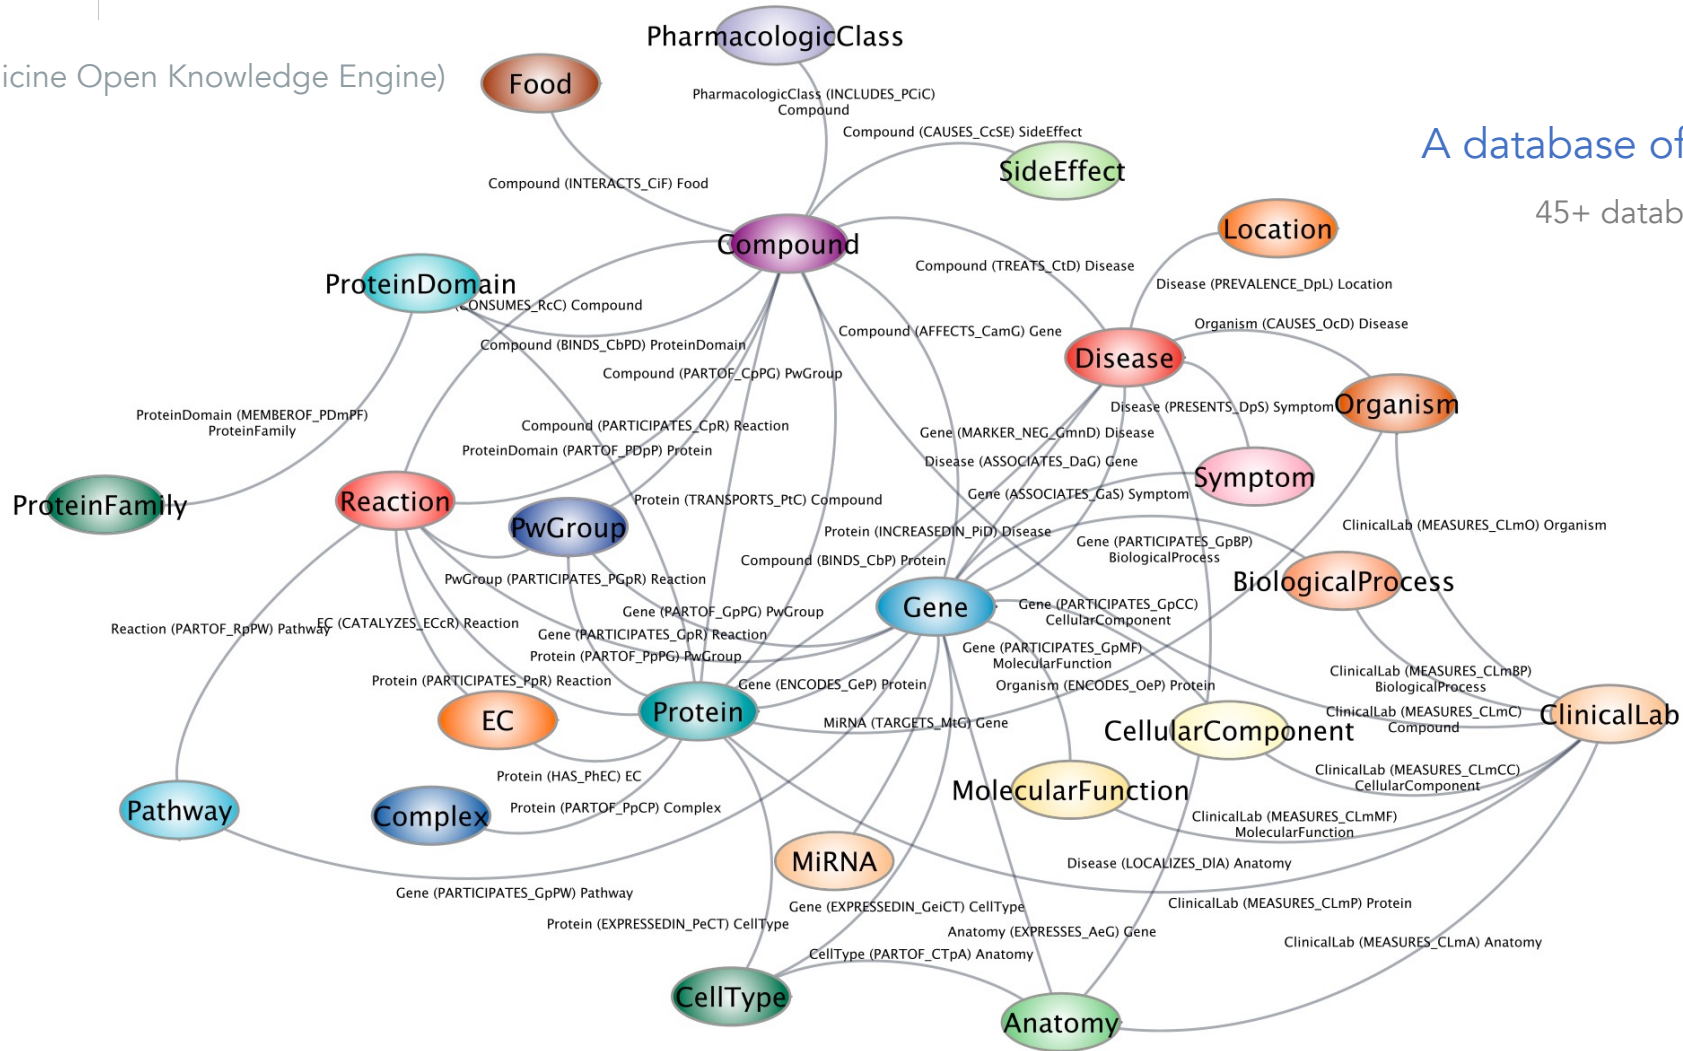 PharmacologicClass
icine Open Knowledge Engine)
Food
PharmacologicClass (INCLUDES_PCiC)
Compound
Compound (CAUSES_CcSE) SideEffect
A database of
SideEffect
Compound (INTERACTS_CiF) Food
45+ datab
Location
Compound
Compound (TREATS_CtD) Disease
ProteinDomain
Disease (PREVALENCE_DpL) Location
(CONSUMES_RcC) Compound
Organism (CAUSES_OcD) Disease
Compound (AFFECTS_CamG) Gene
Compound (BINDS_CbPD) ProteinDomain
Disease
Compound (PARTOF_CpPG) PwGroup
Organism
Disease (PRESENTS_DpS) Symptom
ProteinDomain (MEMBEROF_PDmPF)
ProteinFamily
Compound (PARTICIPATES_CpR) Reaction
Gene (MARKER_NEG_GmnD) Disease
ProteinDomain (PARTOF_PDpP) Protein
Disease (ASSOCIATES_DaG) Gene
Symptom
ProteinFamily
Reaction
Protein (TRANSPORTS_PtC) Compound
Gene (ASSOCIATES_GaS) Symptom
PwGroup
Protein (INCREASEDIN_PiD) Disease
ClinicalLab (MEASURES_CLmO) Organism
Gene (PARTICIPATES_GpBP)
BiologicalProcess
Compound (BINDS_CbP) Protein
PwGroup (PARTICIPATES_PGpR) Reaction
BiologicalProcess
Gene
Gene (PARTICIPATES_GpCC)
CellularComponent
Gene (PARTOF_GpPG) PwGroup
Reaction (PARTOF_RpPW) Pathway
EC (CATALYZES_ECcR) Reaction
Gene (PARTICIPATES_GpR) Reaction
Gene (PARTICIPATES_GpMF)
MolecularFunction
Protein (PARTOF_PpPG) PwGroup
ClinicalLab (MEASURES_CLmBP)
BiologicalProcess
Protein (PARTICIPATES_PpR) Reaction
Gene (ENCODES_GeP) Protein
Organism (ENCODES_OeP) Protein
EC
Protein
MiRNA (TARGETS_MtG) Gene
ClinicalLab (MEASURES_CLmC)
Compound
ClinicalLab
CellularComponent
Protein (HAS_PhEC) EC
ClinicalLab (MEASURES_CLmCC)
CellularComponent
MolecularFunction
Pathway
Complex
Protein (PARTOF_PpCP) Complex
ClinicalLab (MEASURES_CLmMF)
MolecularFunction
MiRNA
Disease (LOCALIZES_DlA) Anatomy
Gene (PARTICIPATES_GpPW) Pathway
Gene (EXPRESSEDIN_GeiCT) CellType
ClinicalLab (MEASURES_CLmP) Protein
Protein (EXPRESSEDIN_PeCT) CellType
Anatomy (EXPRESSES_AeG) Gene
ClinicalLab (MEASURES_CLmA) Anatomy
CellType (PARTOF_CTpA) Anatomy
CellType
Anatomy